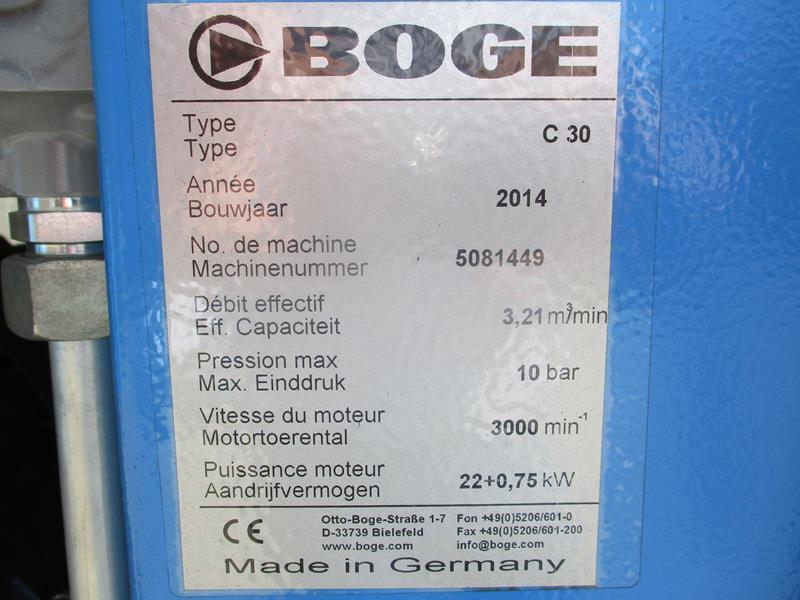 BOGE
Type
Type C 30
Année
Bouwjaar 2014
No. de machine
Machinenummer 5081449
Débit effectif
Eff. Capaciteit 3,21 m³/min
Pression max
Max. Einddruk 10 bar
Vitesse du moteur
Motortoerental 3000 min⁻¹
Puissance moteur
Aandrijfvermogen 22+0,75 kW
CE
Otto-Boge-Straße 1-7 Fon +49(0)5206/601-0
D-33739 Bielefeld Fax +49(0)5206/601-200
www.boge.com info@boge.com
Made in Germany